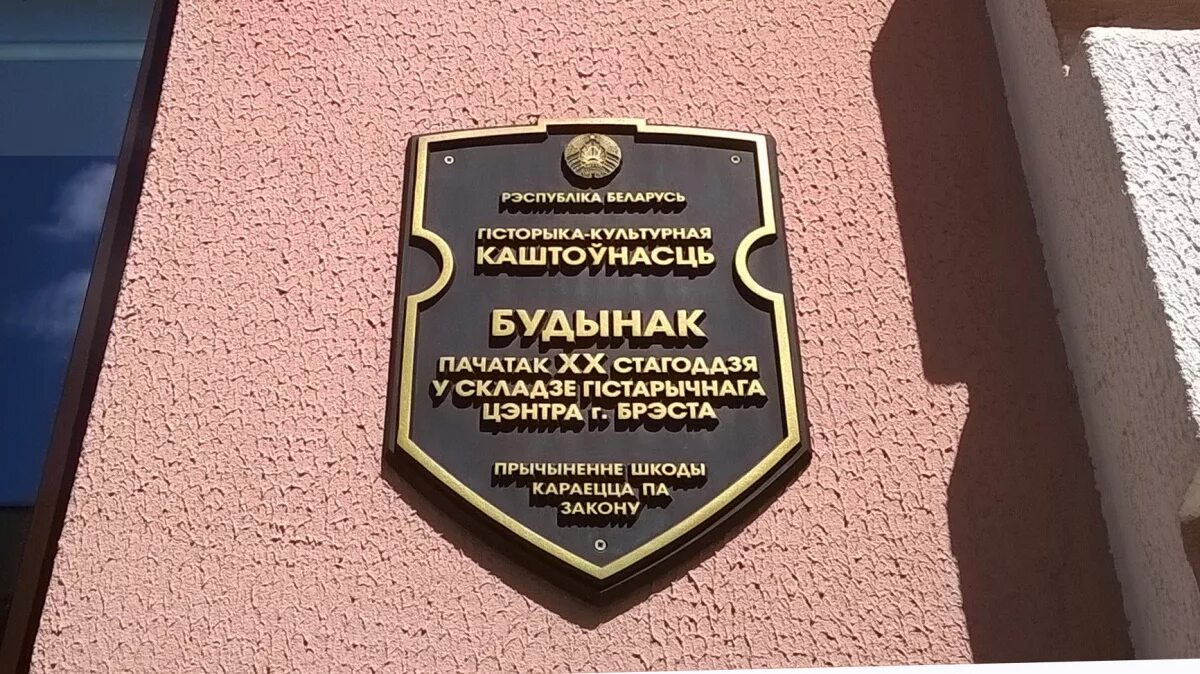 РЭСПУБЛІКА БЕЛАРУСЬ
ГІСТОРЫКА-КУЛЬТУРНАЯ
КАШТОЎНАСЦЬ
БУДЫНАК
ПАЧАТАК XX СТАГОДДЗЯ
У СКЛАДЗЕ ГІСТАРЫЧНАГА
ЦЭНТРА г. БРЭСТА
ПРЫЧЫНЕННЕ ШКОДЫ
КАРАЕЦЦА ПА
ЗАКОНУ